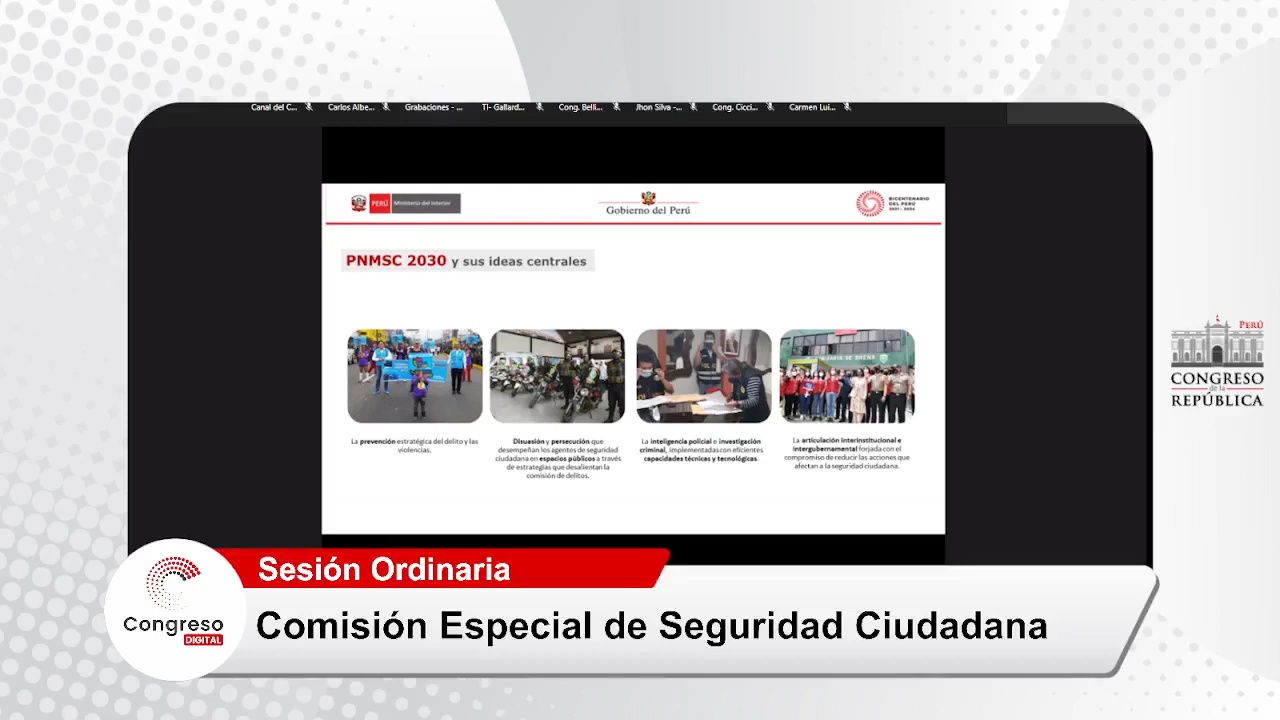 Canal del C...
Carlos Albe...
Grabaciones - ...
TI- Gallard...
Cong. Belli...
Jhon Silva -...
Cong. Cicci...
Carmen Lui...
PERÚ
Ministerio del Interior
Gobierno del Perú
BICENTENARIO
DEL PERÚ
2021 - 2024
PNMSC 2030 y sus ideas centrales
La prevención estratégica del delito y las
violencias.
Disuasión y persecución que
desempeñan los agentes de seguridad
ciudadana en espacios públicos a través
de estrategias que desalientan la
comisión de delitos.
La inteligencia policial e investigación
criminal, implementadas con eficientes
capacidades técnicas y tecnológicas.
La articulación interinstitucional e
intergubernamental forjada con el
compromiso de reducir las acciones que
afectan a la seguridad ciudadana.
PERÚ
CONGRESO
de la
REPÚBLICA
Sesión Ordinaria
Congreso
DIGITAL
Comisión Especial de Seguridad Ciudadana